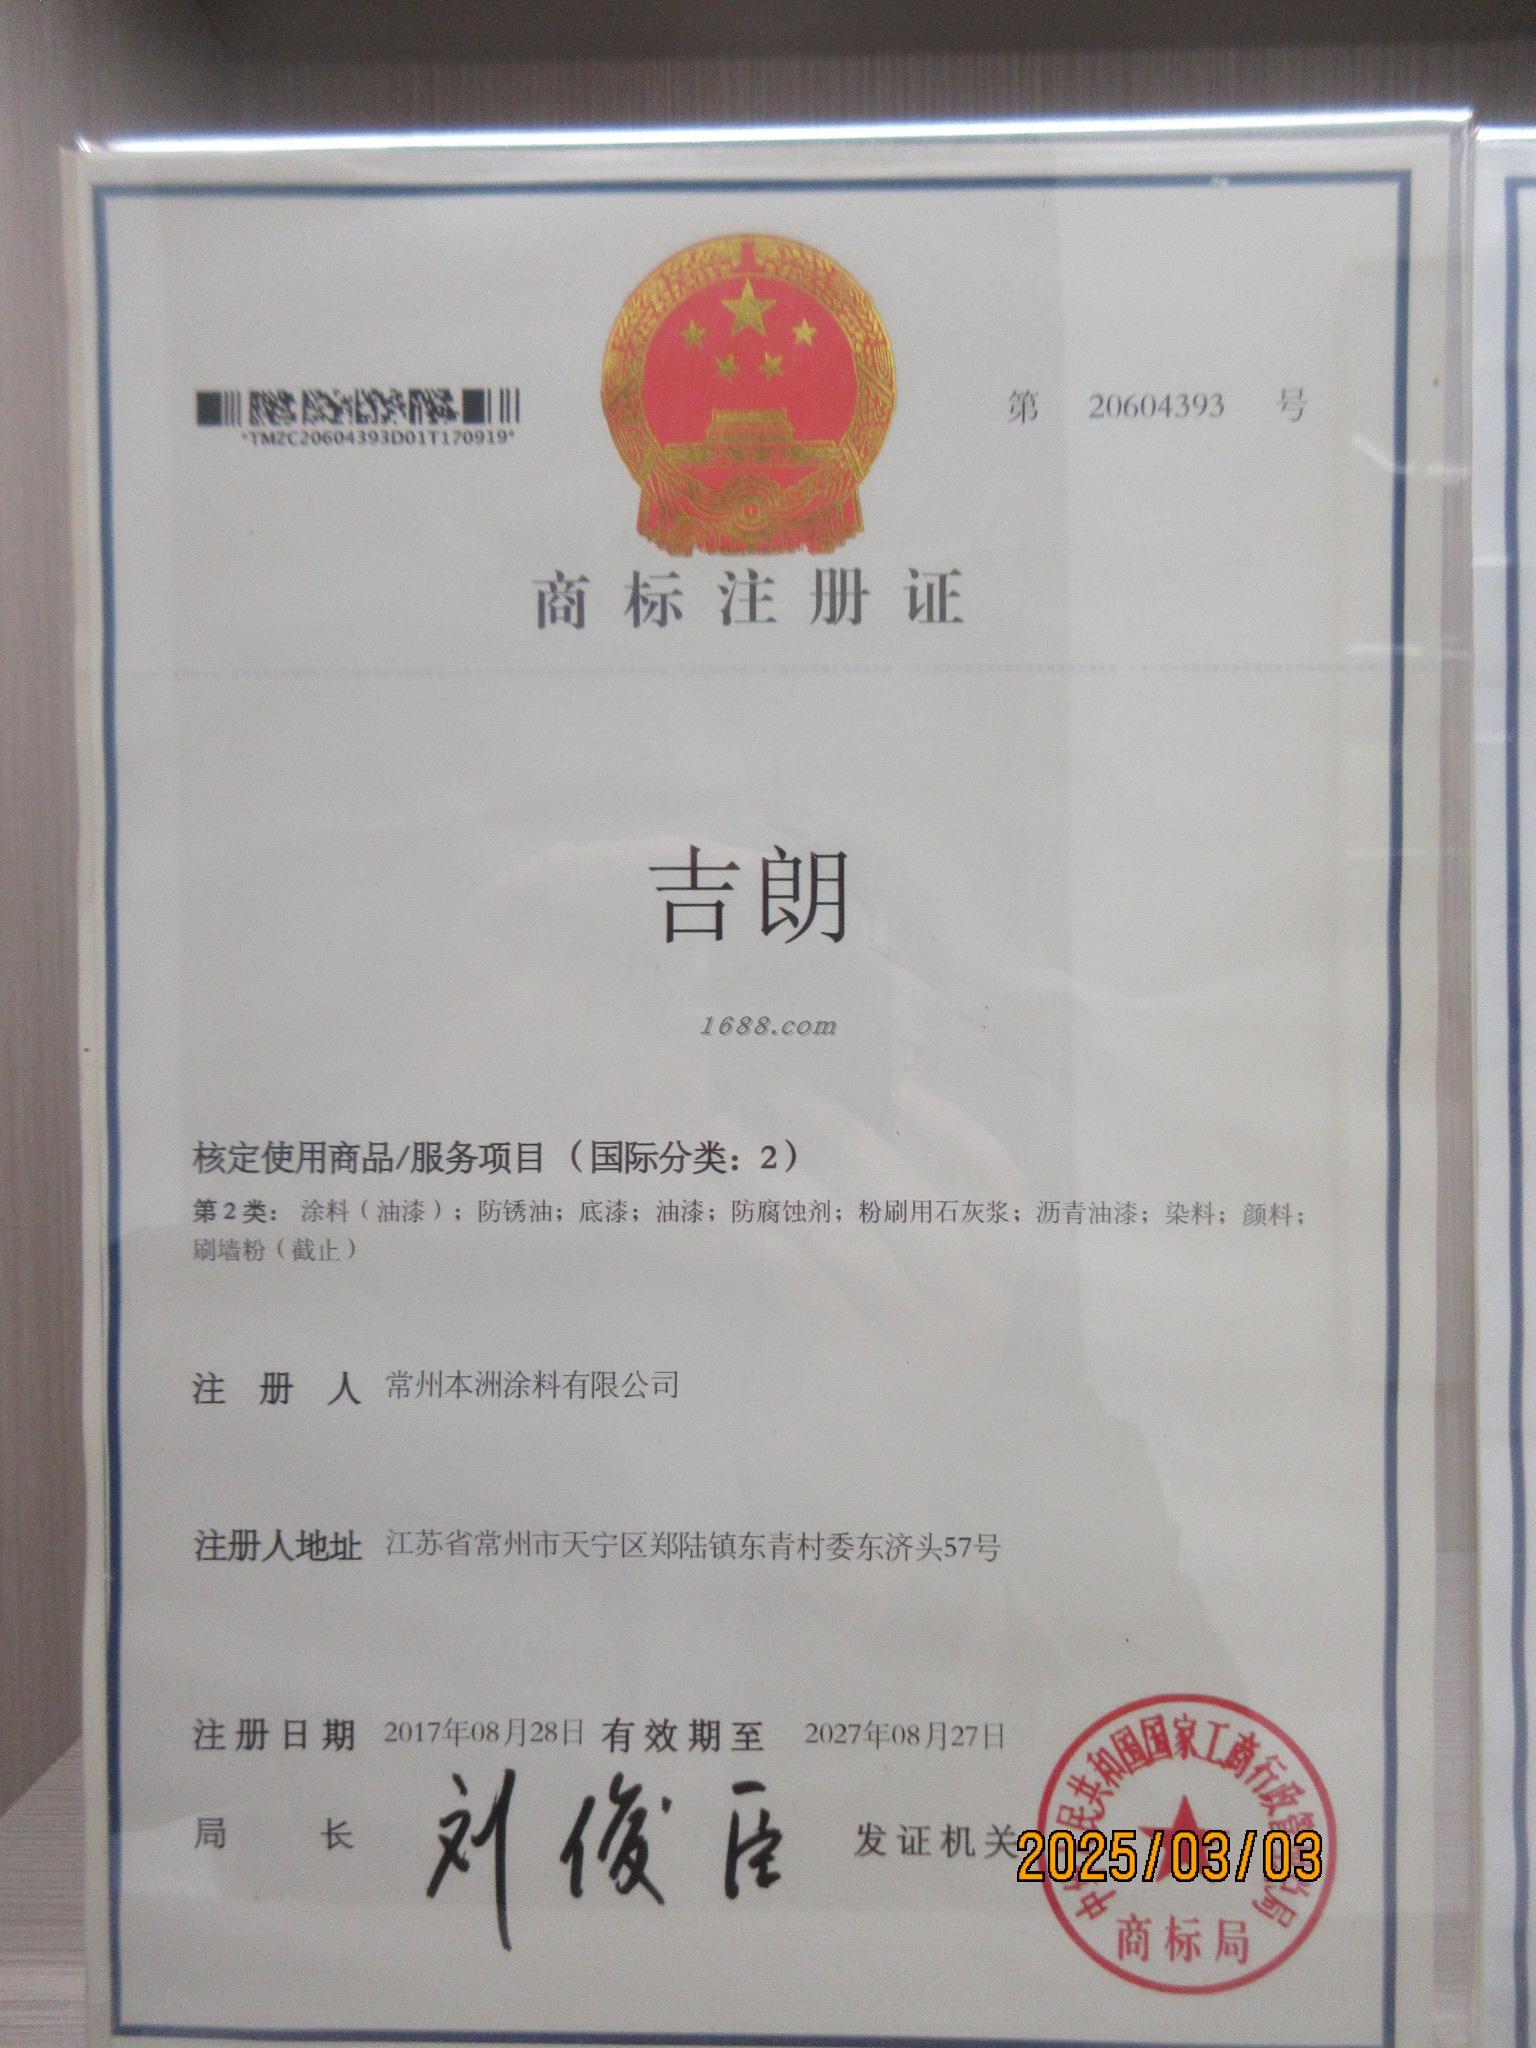 第 20604393 号
*TMZC20604393D01T170919*
商标注册证
吉朗
1688.com
核定使用商品/服务项目（国际分类：2）
第2类：涂料（油漆）；防锈油；底漆；油漆；防腐蚀剂；粉刷用石灰浆；沥青油漆；染料；颜料；
刷墙粉（截止）
注册人 常州本洲涂料有限公司
注册人地址 江苏省常州市天宁区郑陆镇东青村委东济头57号
注册日期 2017年08月28日 有效期至 2027年08月27日
局长 刘俊臣 发证机关
中华人民共和国国家工商行政管理总局
商标局
2025/03/03